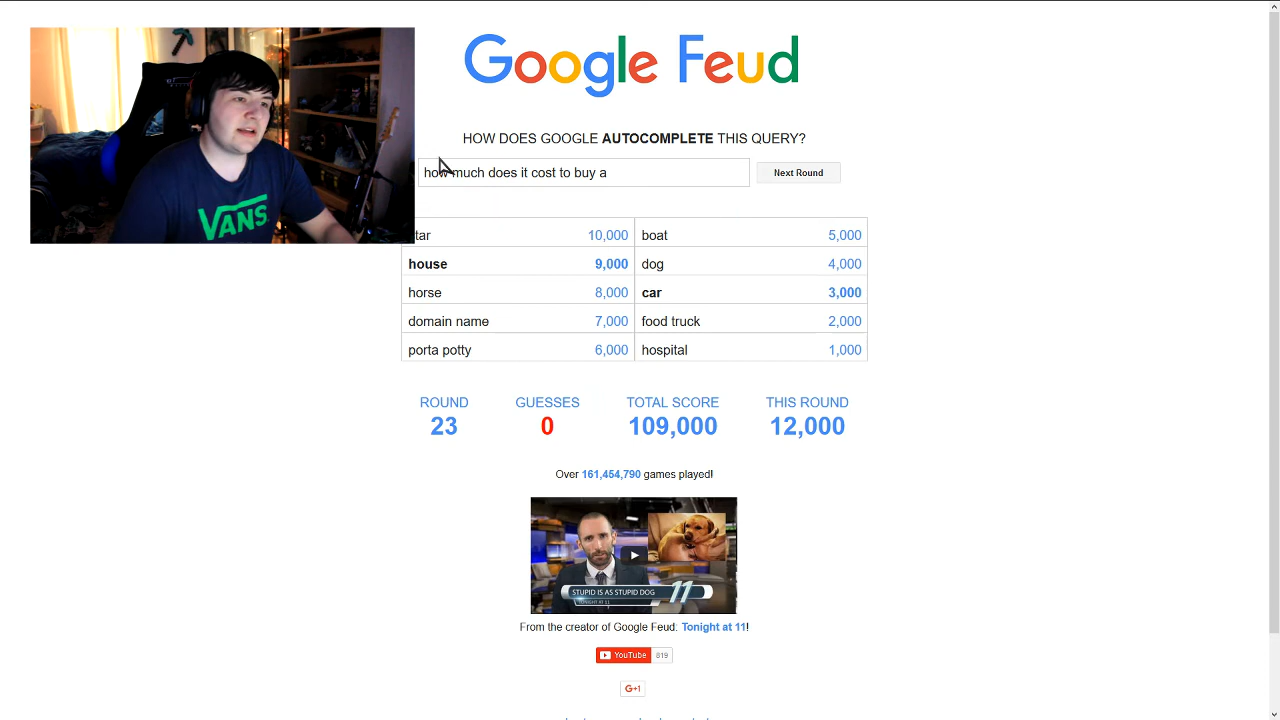 Google Feud
HOW DOES GOOGLE AUTOCOMPLETE THIS QUERY?
how much does it cost to buy a
Next Round
tar 10,000 boat 5,000
house 9,000 dog 4,000
horse 8,000 car 3,000
domain name 7,000 food truck 2,000
porta potty 6,000 hospital 1,000
ROUND GUESSES TOTAL SCORE THIS ROUND
23 0 109,000 12,000
Over 161,454,790 games played!
STUPID IS AS STUPID DOG
TONIGHT AT 11
11
From the creator of Google Feud: Tonight at 11!
YouTube 819
G+1
VANS